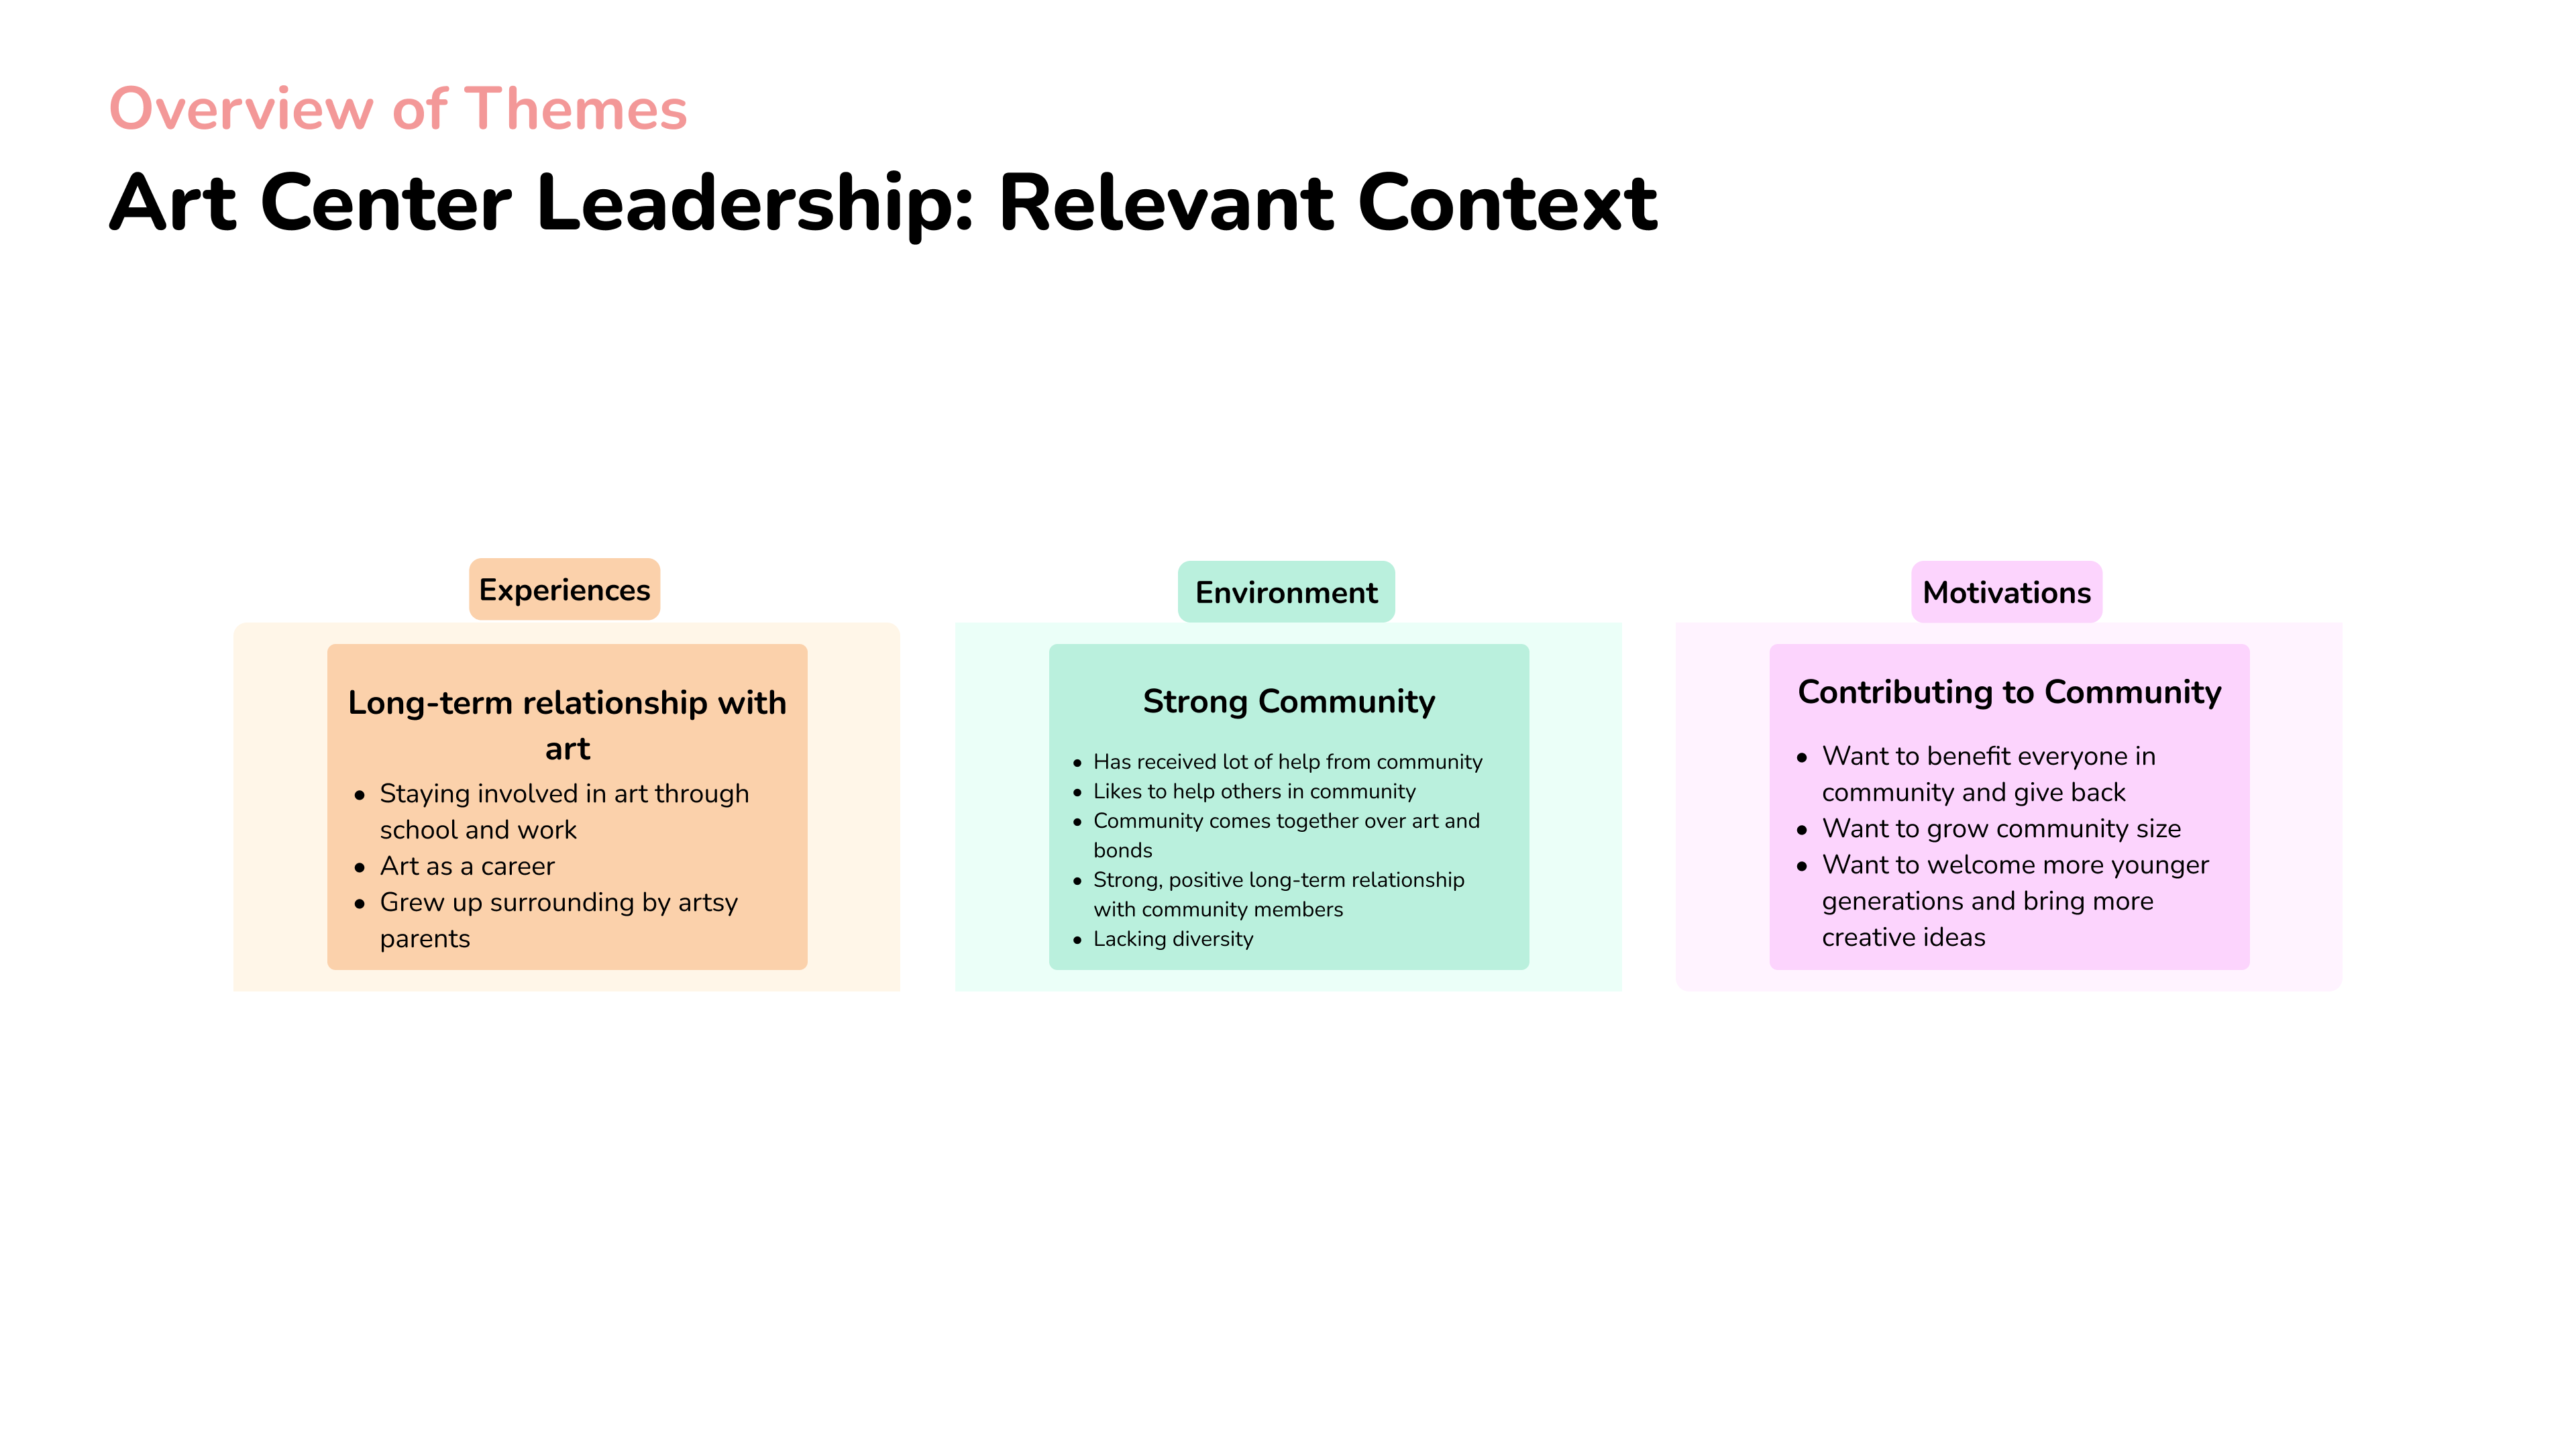 Overview of Themes
Art Center Leadership: Relevant Context
Experiences
Long-term relationship with
art
• Staying involved in art through
school and work
• Art as a career
• Grew up surrounding by artsy
parents
Environment
Strong Community
• Has received lot of help from community
• Likes to help others in community
• Community comes together over art and
bonds
• Strong, positive long-term relationship
with community members
• Lacking diversity
Motivations
Contributing to Community
• Want to benefit everyone in
community and give back
• Want to grow community size
• Want to welcome more younger
generations and bring more
creative ideas